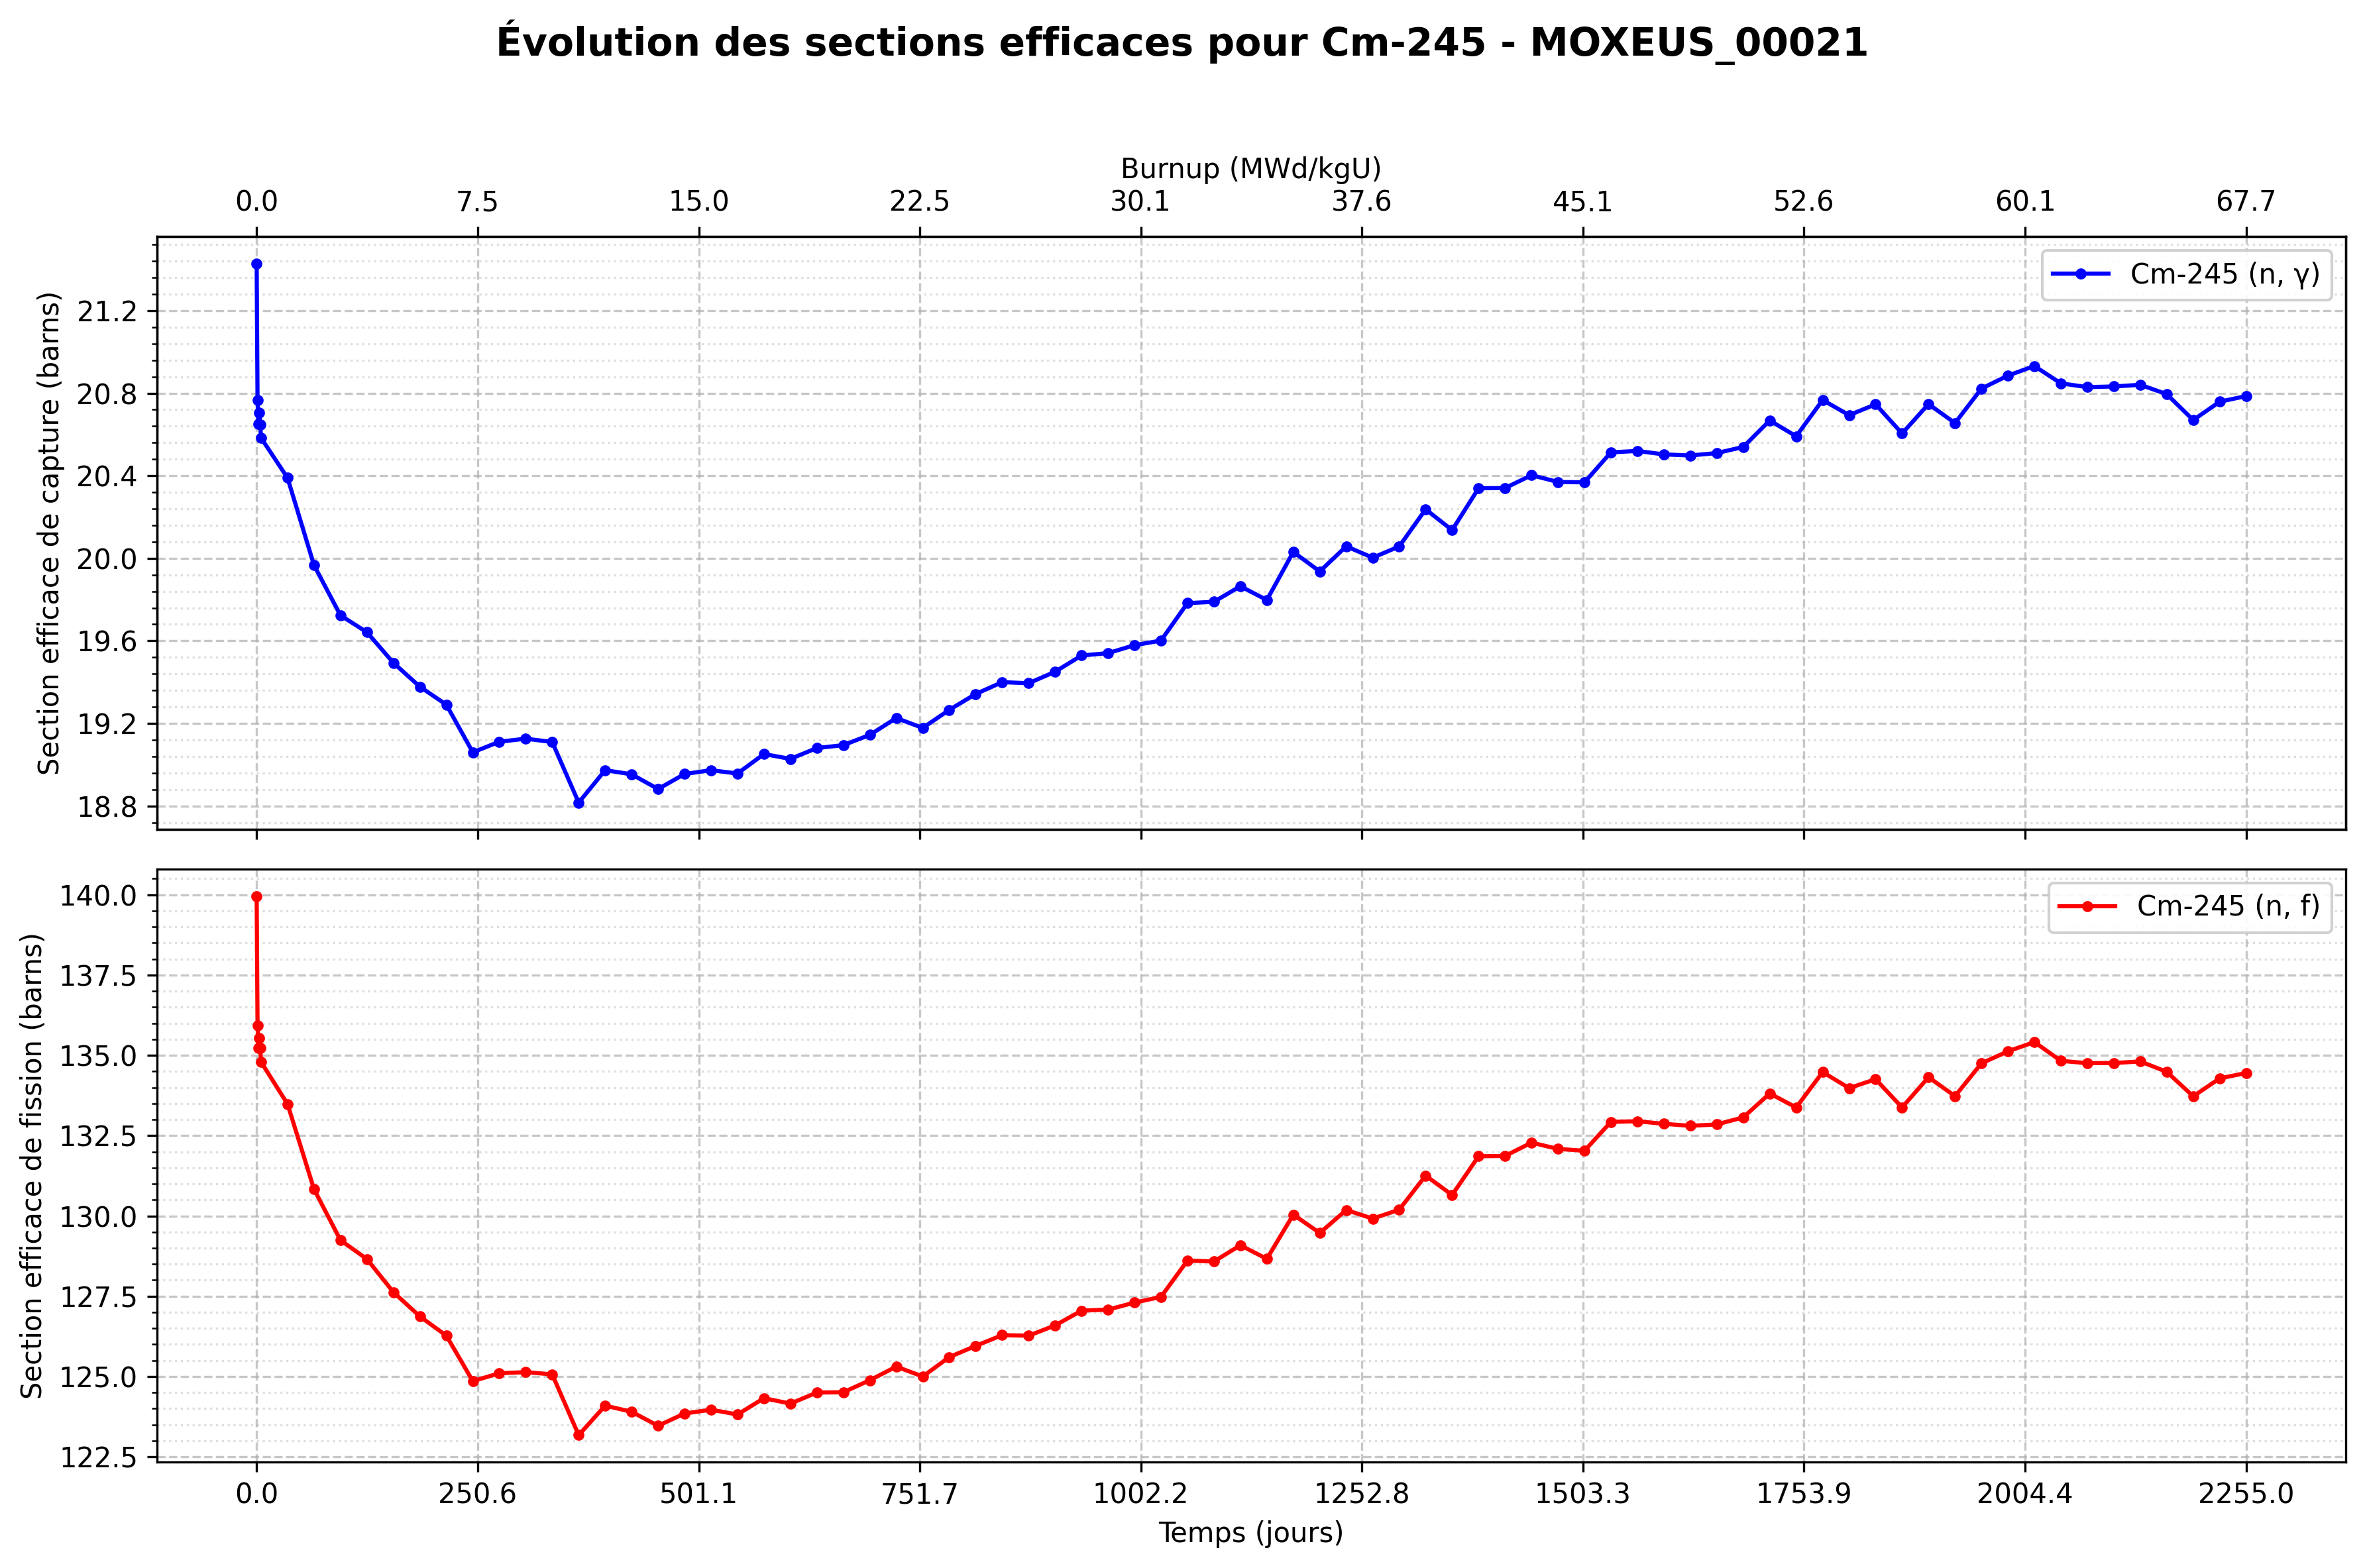 Évolution des sections efficaces pour Cm-245 - MOXEUS_00021
Burnup (MWd/kgU)
0.0 7.5 15.0 22.5 30.1 37.6 45.1 52.6 60.1 67.7
Section efficace de capture (barns)
21.2
20.8
20.4
20.0
19.6
19.2
18.8
Cm-245 (n, γ)
Section efficace de fission (barns)
140.0
137.5
135.0
132.5
130.0
127.5
125.0
122.5
Cm-245 (n, f)
0.0 250.6 501.1 751.7 1002.2 1252.8 1503.3 1753.9 2004.4 2255.0
Temps (jours)